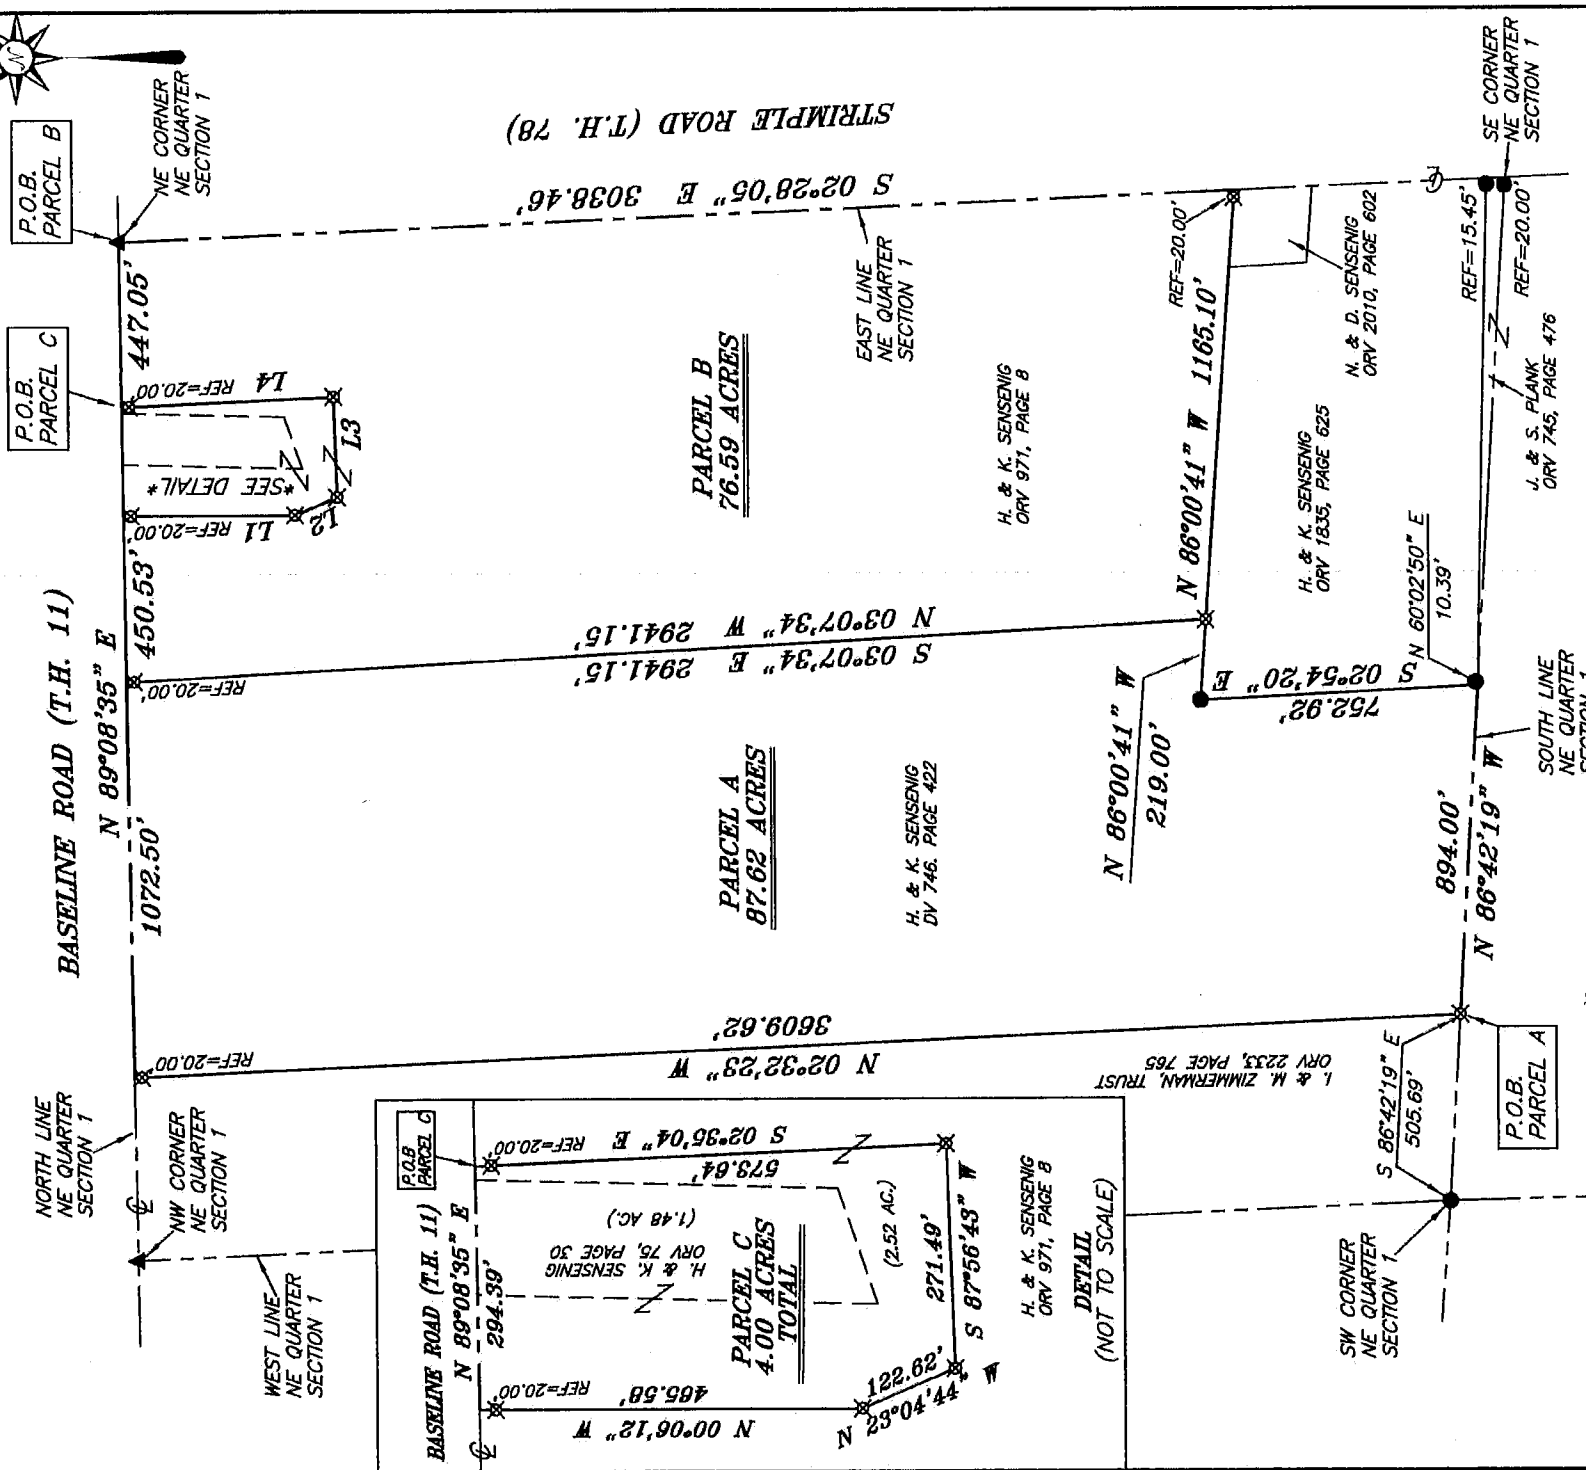 N
P.O.B.
PARCEL B
NE CORNER
NE QUARTER
SECTION 1
STRIMPLE ROAD (T.H. 78)
S 02°28'05" E 3038.46'
EAST LINE
NE QUARTER
SECTION 1
P.O.B.
PARCEL C
447.05'
REF=20.00'
L4
L3
L2
L1
REF=20.00'
*SEE DETAIL*
BASELINE ROAD (T.H. 11)
N 89°08'35" E
450.53'
1072.50'
REF=20.00'
PARCEL B
76.59 ACRES
H. & K. SENSENIG
ORV 971, PAGE 8
N 03°07'34" W 2941.15'
S 03°07'34" E 2941.15'
REF=20.00'
N 86°00'41" W 1165.10'
N. & D. SENSENIG
ORV 2010, PAGE 602
H. & K. SENSENIG
ORV 1835, PAGE 625
SE CORNER
NE QUARTER
SECTION 1
REF=15.45'
REF=20.00'
J. & S. PLANK
ORV 745, PAGE 476
N 60°02'50" E
10.39'
S 02°54'20" E
752.92'
N 86°00'41" W
219.00'
SOUTH LINE
NE QUARTER
SECTION 1
PARCEL A
87.62 ACRES
H. & K. SENSENIG
DV 746, PAGE 422
894.00'
N 86°42'19" W
NORTH LINE
NE QUARTER
SECTION 1
REF=20.00'
3609.62'
N 02°32'23" W
I. & M. ZIMMERMAN, TRUST
ORV 2233, PAGE 765
S 86°42'19" E
505.69'
P.O.B.
PARCEL A
NW CORNER
NE QUARTER
SECTION 1
WEST LINE
NE QUARTER
SECTION 1
SW CORNER
NE QUARTER
SECTION 1
P.O.B
PARCEL C
BASELINE ROAD (T.H. 11)
N 89°08'35" E
294.39'
REF=20.00'
S 02°35'04" E
573.64'
(1.48 AC.)
H. & K. SENSENIG
ORV 75, PAGE 30
PARCEL C
4.00 ACRES
TOTAL
(2.52 AC.)
271.49'
S 87°56'43" W
REF=20.00'
465.58'
N 00°06'12" W
122.62'
N 23°04'44" W
H. & K. SENSENIG
ORV 971, PAGE 8
DETAIL
(NOT TO SCALE)